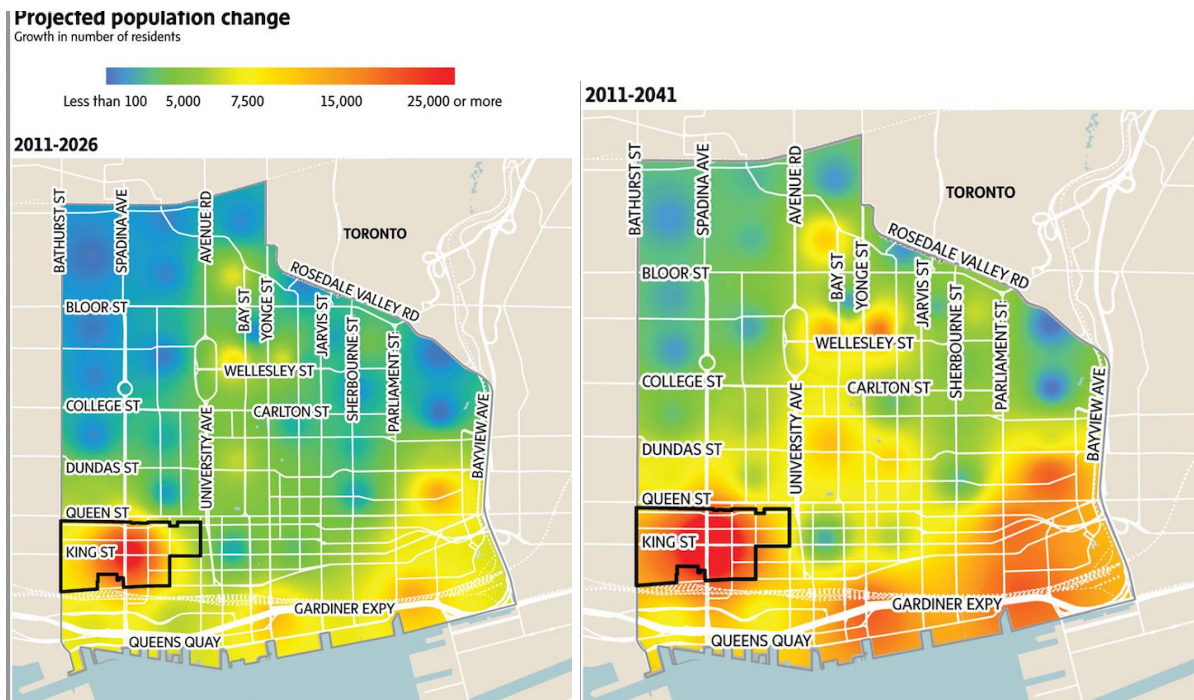 Projected population change
Growth in number of residents
Less than 100 5,000 7,500 15,000 25,000 or more
2011-2026
BATHURST ST
SPADINA AVE
AVENUE RD
TORONTO
ROSEDALE VALLEY RD
BLOOR ST
BAY ST
YONGE ST
JARVIS ST
SHERBOURNE ST
PARLIAMENT ST
WELLESLEY ST
COLLEGE ST
CARLTON ST
UNIVERSITY AVE
BAYVIEW AVE
DUNDAS ST
QUEEN ST
KING ST
GARDINER EXPY
QUEENS QUAY
2011-2041
BATHURST ST
SPADINA AVE
AVENUE RD
TORONTO
ROSEDALE VALLEY RD
BLOOR ST
BAY ST
YONGE ST
JARVIS ST
SHERBOURNE ST
PARLIAMENT ST
WELLESLEY ST
COLLEGE ST
CARLTON ST
UNIVERSITY AVE
BAYVIEW AVE
DUNDAS ST
QUEEN ST
KING ST
GARDINER EXPY
QUEENS QUAY